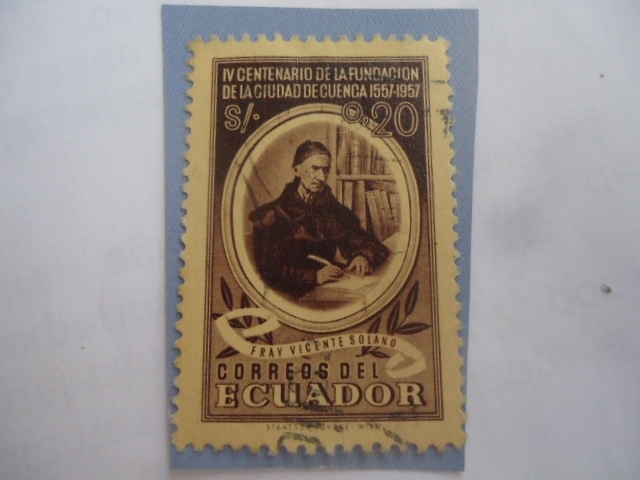 IV CENTENARIO DE LA FUNDACION
DE LA CIUDAD DE CUENCA 1557-1957
S/. 0,20
FRAY VICENTE SOLANO
CORREOS DEL
ECUADOR